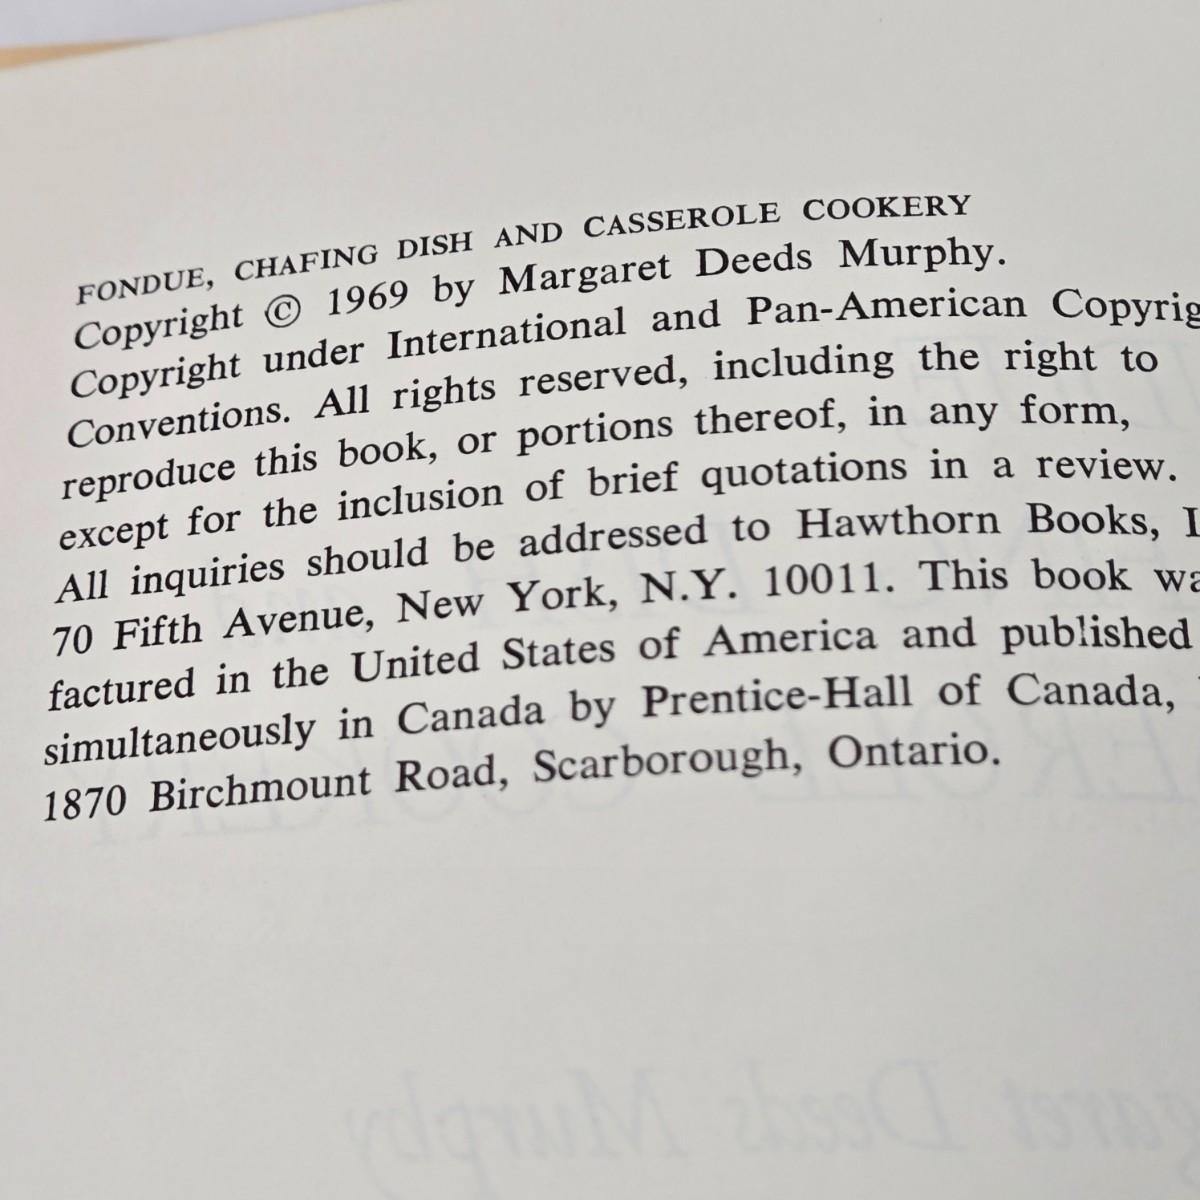 FONDUE, CHAFING DISH AND CASSEROLE COOKERY
Copyright © 1969 by Margaret Deeds Murphy.
Copyright under International and Pan-American Copyrig
Conventions. All rights reserved, including the right to
reproduce this book, or portions thereof, in any form,
except for the inclusion of brief quotations in a review.
All inquiries should be addressed to Hawthorn Books, I
70 Fifth Avenue, New York, N.Y. 10011. This book wa
factured in the United States of America and published
simultaneously in Canada by Prentice-Hall of Canada,
1870 Birchmount Road, Scarborough, Ontario.